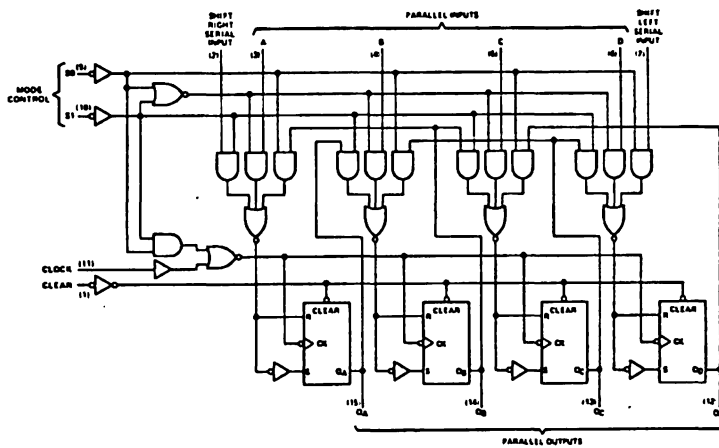 SHIFT
RIGHT
SERIAL
INPUT
PARALLEL INPUTS
SHIFT
LEFT
SERIAL
INPUT
A
B
C
D
(2)
(3)
(4)
(5)
(6)
(7)
MODE
CONTROL
S0
(9)
S1
(10)
CLOCK
(11)
CLEAR
(1)
CLEAR
CLEAR
CLEAR
CLEAR
R
R
R
R
CK
CK
CK
CK
S
QA
S
QB
S
QC
S
QD
(15)
QA
(14)
QB
(13)
QC
(12)
PARALLEL OUTPUTS